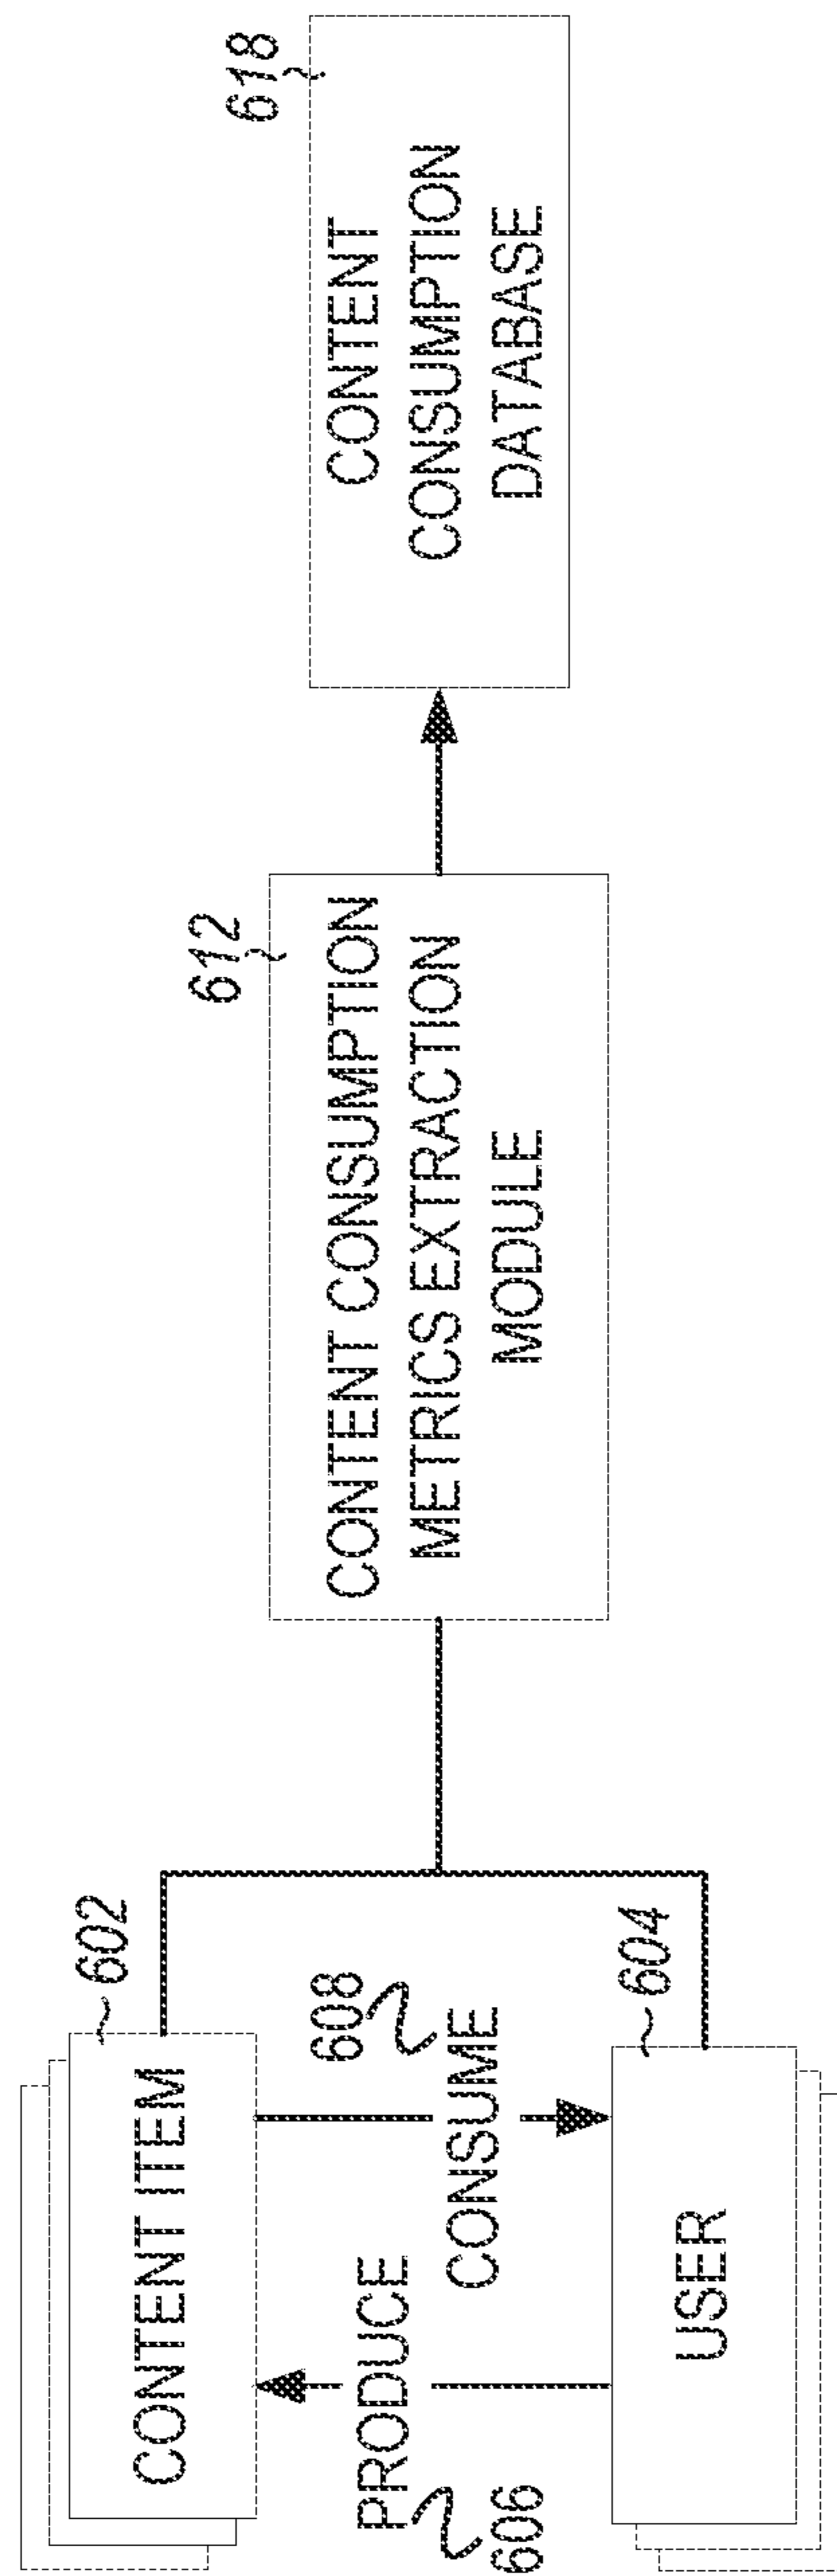 602
CONTENT ITEM
606
PRODUCE
608
CONSUME
604
USER
612
CONTENT CONSUMPTION
METRICS EXTRACTION
MODULE
618
CONTENT
CONSUMPTION
DATABASE